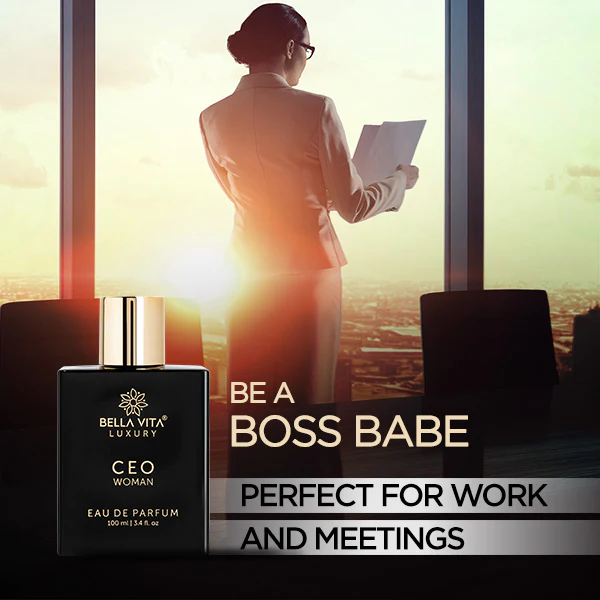 BE A
BOSS BABE
PERFECT FOR WORK
AND MEETINGS
BELLA VITA®
LUXURY
CEO
WOMAN
EAU DE PARFUM
100 ml | 3.4 fl. oz